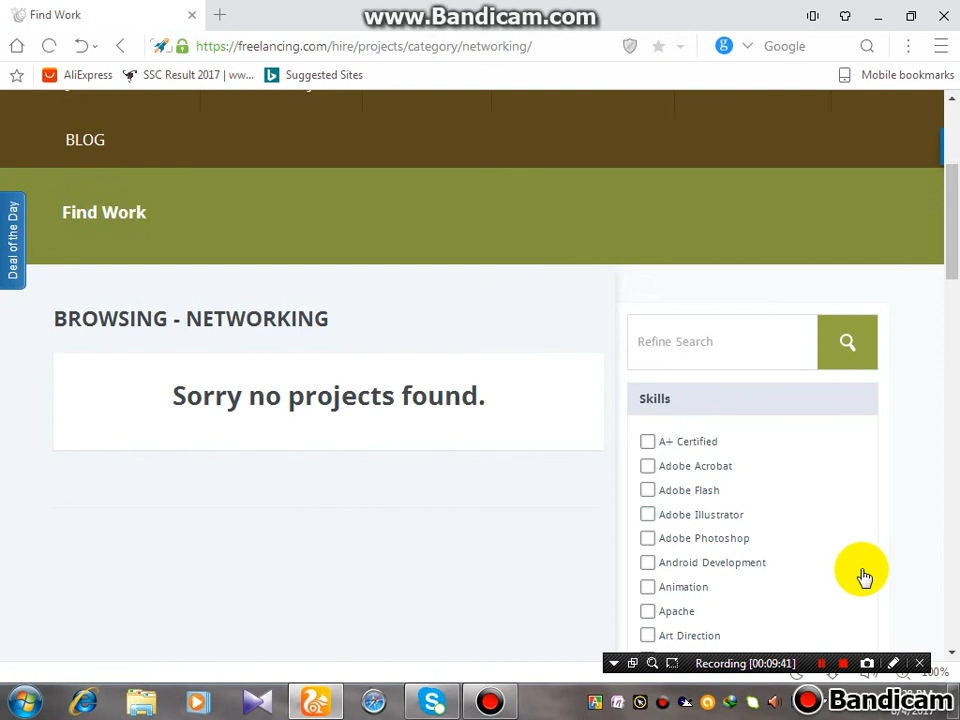 www.Bandicam.com
Find Work
https://freelancing.com/hire/projects/category/networking/
Google
AliExpress
SSC Result 2017 | ww...
Suggested Sites
Mobile bookmarks
BLOG
Deal of the Day
Find Work
BROWSING - NETWORKING
Sorry no projects found.
Refine Search
Skills
A+ Certified
Adobe Acrobat
Adobe Flash
Adobe Illustrator
Adobe Photoshop
Android Development
Animation
Apache
Art Direction
Recording [00:09:41]
100%
Bandicam